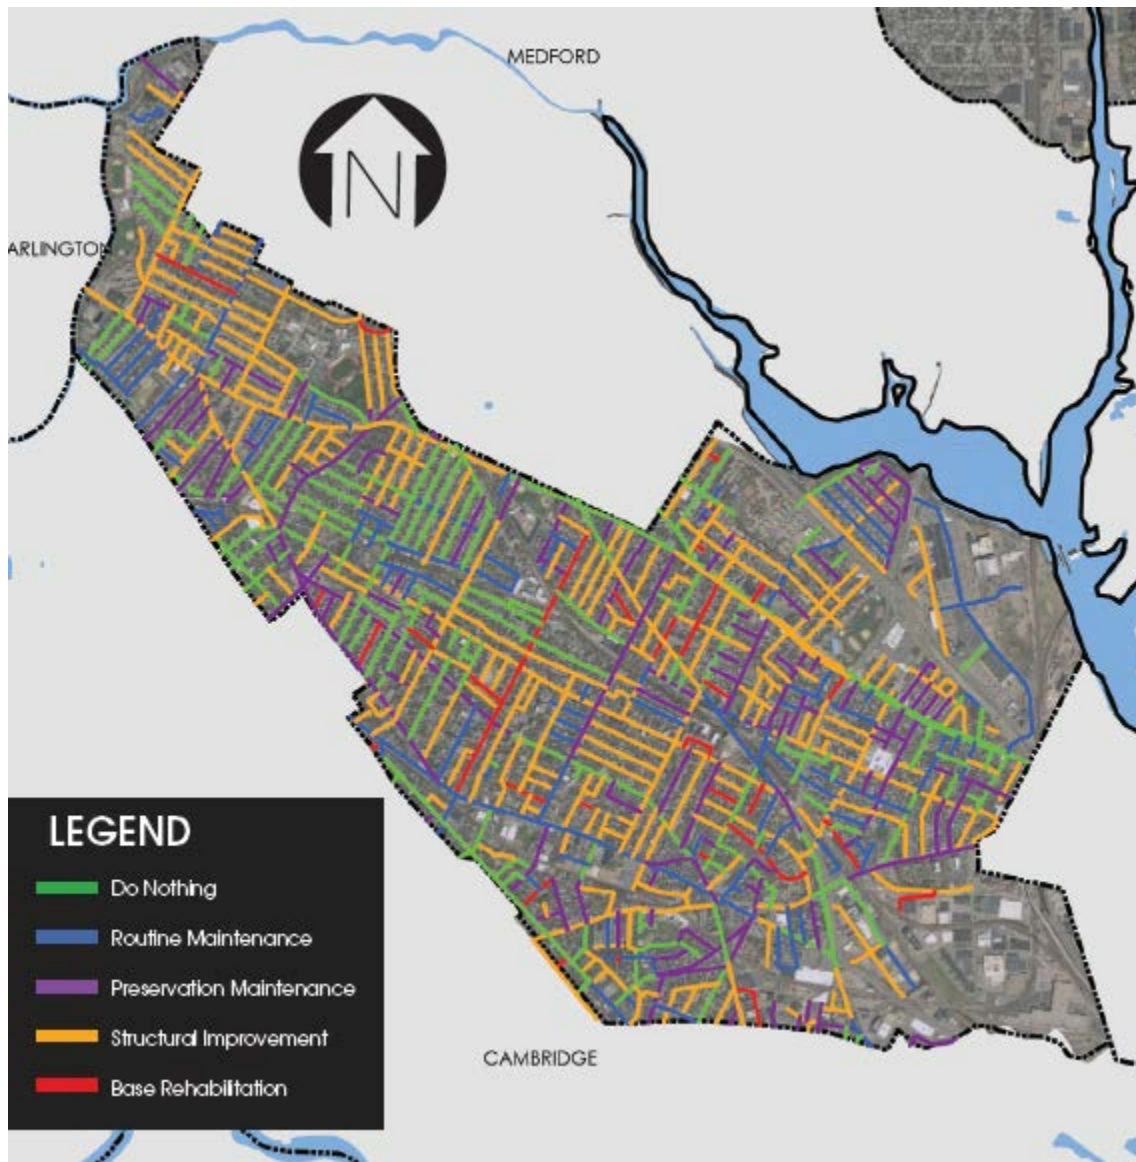 MEDFORD
N
ARLINGTON
LEGEND
Do Nothing
Routine Maintenance
Preservation Maintenance
Structural Improvement
Base Rehabilitation
CAMBRIDGE